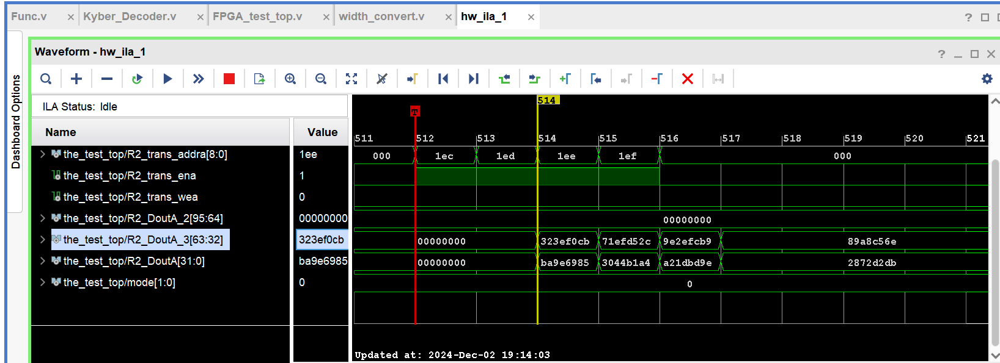 Func.v × Kyber_Decoder.v × FPGA_test_top.v × width_convert.v × hw_ila_1 × ?
Dashboard Options
Waveform - hw_ila_1 ?
ILA Status: Idle
514
T
Name Value
511 512 513 514 515 516 517 518 519 520 521
the_test_top/R2_trans_addra[8:0] 1ee 000 1ec 1ed 1ee 1ef 000
the_test_top/R2_trans_ena 1
the_test_top/R2_trans_wea 0
the_test_top/R2_DoutA_2[95:64] 00000000 00000000
the_test_top/R2_DoutA_3[63:32] 323ef0cb 00000000 323ef0cb 71efd52c 9e2efcb9 89a8c56e
the_test_top/R2_DoutA[31:0] ba9e6985 00000000 ba9e6985 3044b1a4 a21dbd9e 2872d2db
the_test_top/mode[1:0] 0 0
Updated at: 2024-Dec-02 19:14:03